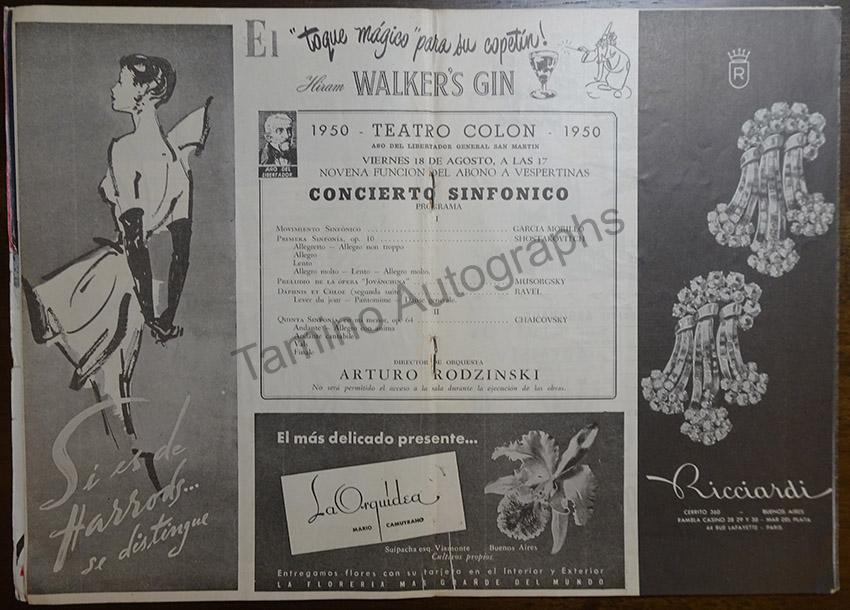 Si es de
Harrods...
se distingue
El "toque mágico" para su copetín!
Hiram WALKER'S GIN
AÑO DEL
LIBERTADOR
1950 - TEATRO COLON - 1950
AÑO DEL LIBERTADOR GENERAL SAN MARTIN
VIERNES 18 DE AGOSTO, A LAS 17
NOVENA FUNCION DEL ABONO A VESPERTINAS
CONCIERTO SINFONICO
PROGRAMA
I
MOVIMIENTO SINFÓNICO ........ GARCIA MORILLO
PRIMERA SINFONÍA, op. 10 ........ SHOSTAKOVITCH
Allegretto — Allegro non troppo
Allegro
Lento
Allegro molto — Lento — Allegro molto.
PRELUDIO DE LA ÓPERA "JOVANCHINA" ........ MUSORGSKY
DAPHNIS ET CHLOE (segunda suite) ........ RAVEL
Lever du jour — Pantomime — Danse générale
II
QUINTA SINFONÍA, en mi menor, op. 64 ........ CHAICOVSKY
Andante — Allegro con anima
Andante cantabile
Vals
Final
DIRECTOR DE ORQUESTA
ARTURO RODZINSKI
No será permitido el acceso a la sala durante la ejecución de las obras.
El más delicado presente...
La Orquídea
MARIO CAMUYRANO
Suipacha esq. Viamonte Buenos Aires
Cultivos propios.
Entregamos flores con su tarjeta en el Interior y Exterior
LA FLORERIA MAS GRANDE DEL MUNDO
R
Ricciardi
CERRITO 360 - BUENOS AIRES
RAMBLA CASINO 28 29 Y 30 - MAR DEL PLATA
44 RUE LAFAYETTE - PARIS
Tamino Autographs